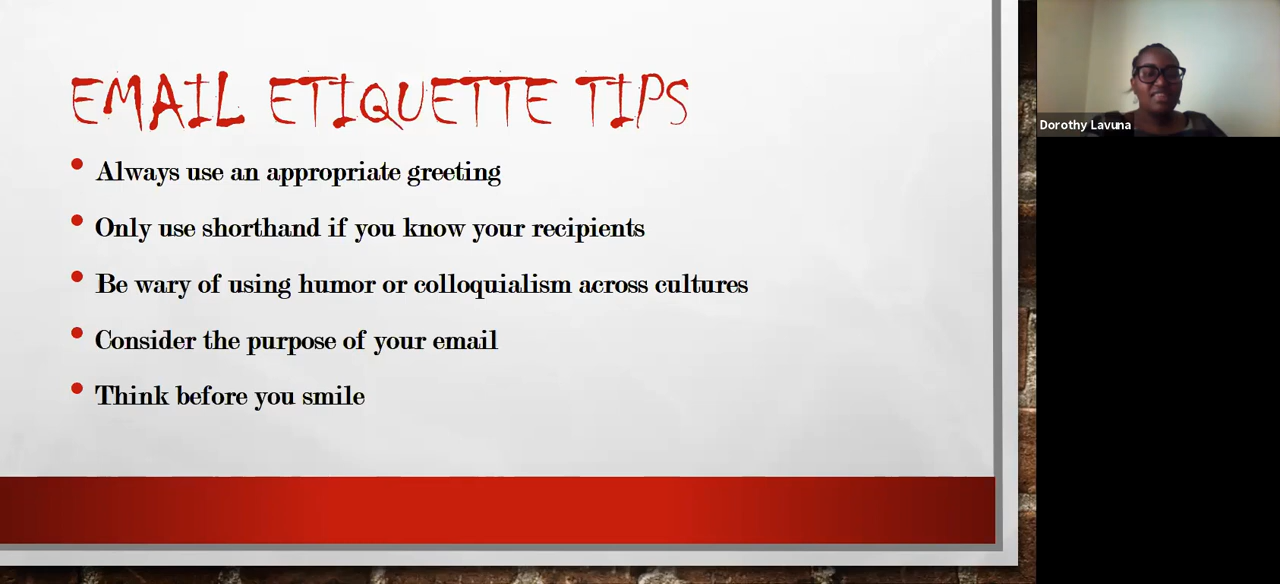 EMAIL ETIQUETTE TIPS
Always use an appropriate greeting
Only use shorthand if you know your recipients
Be wary of using humor or colloquialism across cultures
Consider the purpose of your email
Think before you smile
Dorothy Lavuna